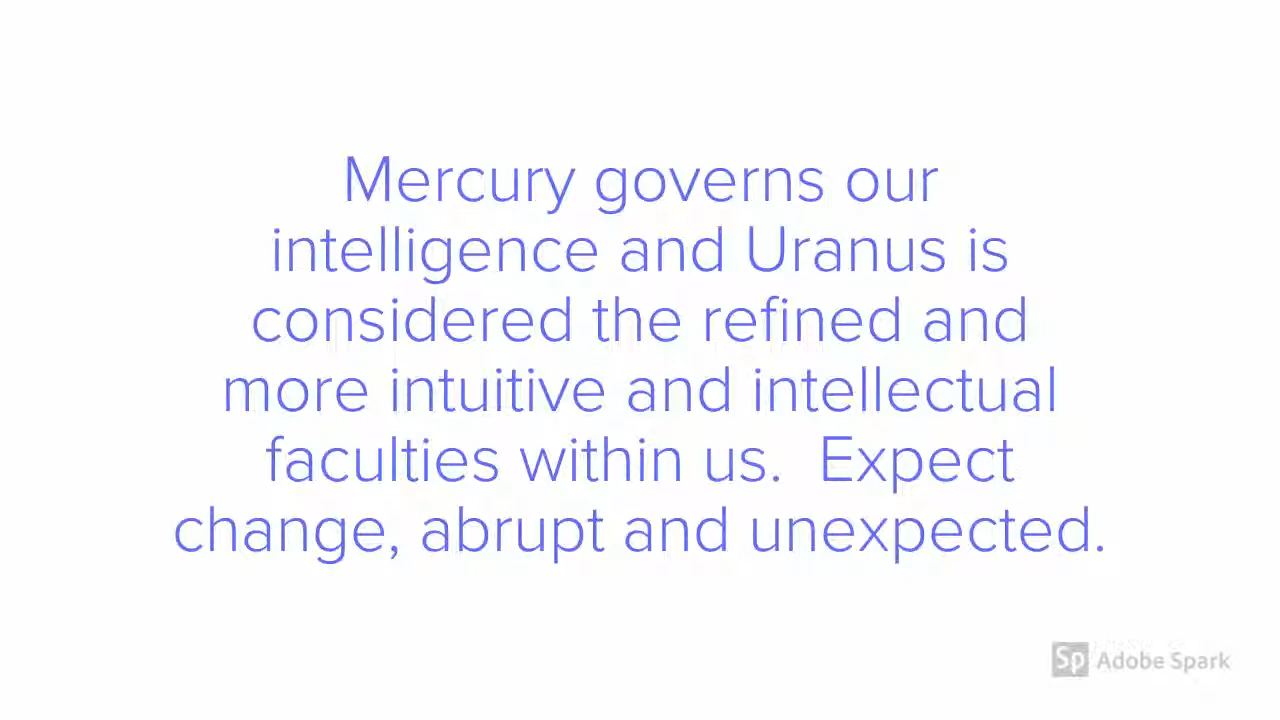 Mercury governs our
intelligence and Uranus is
considered the refined and
more intuitive and intellectual
faculties within us.  Expect
change, abrupt and unexpected.
Sp Adobe Spark